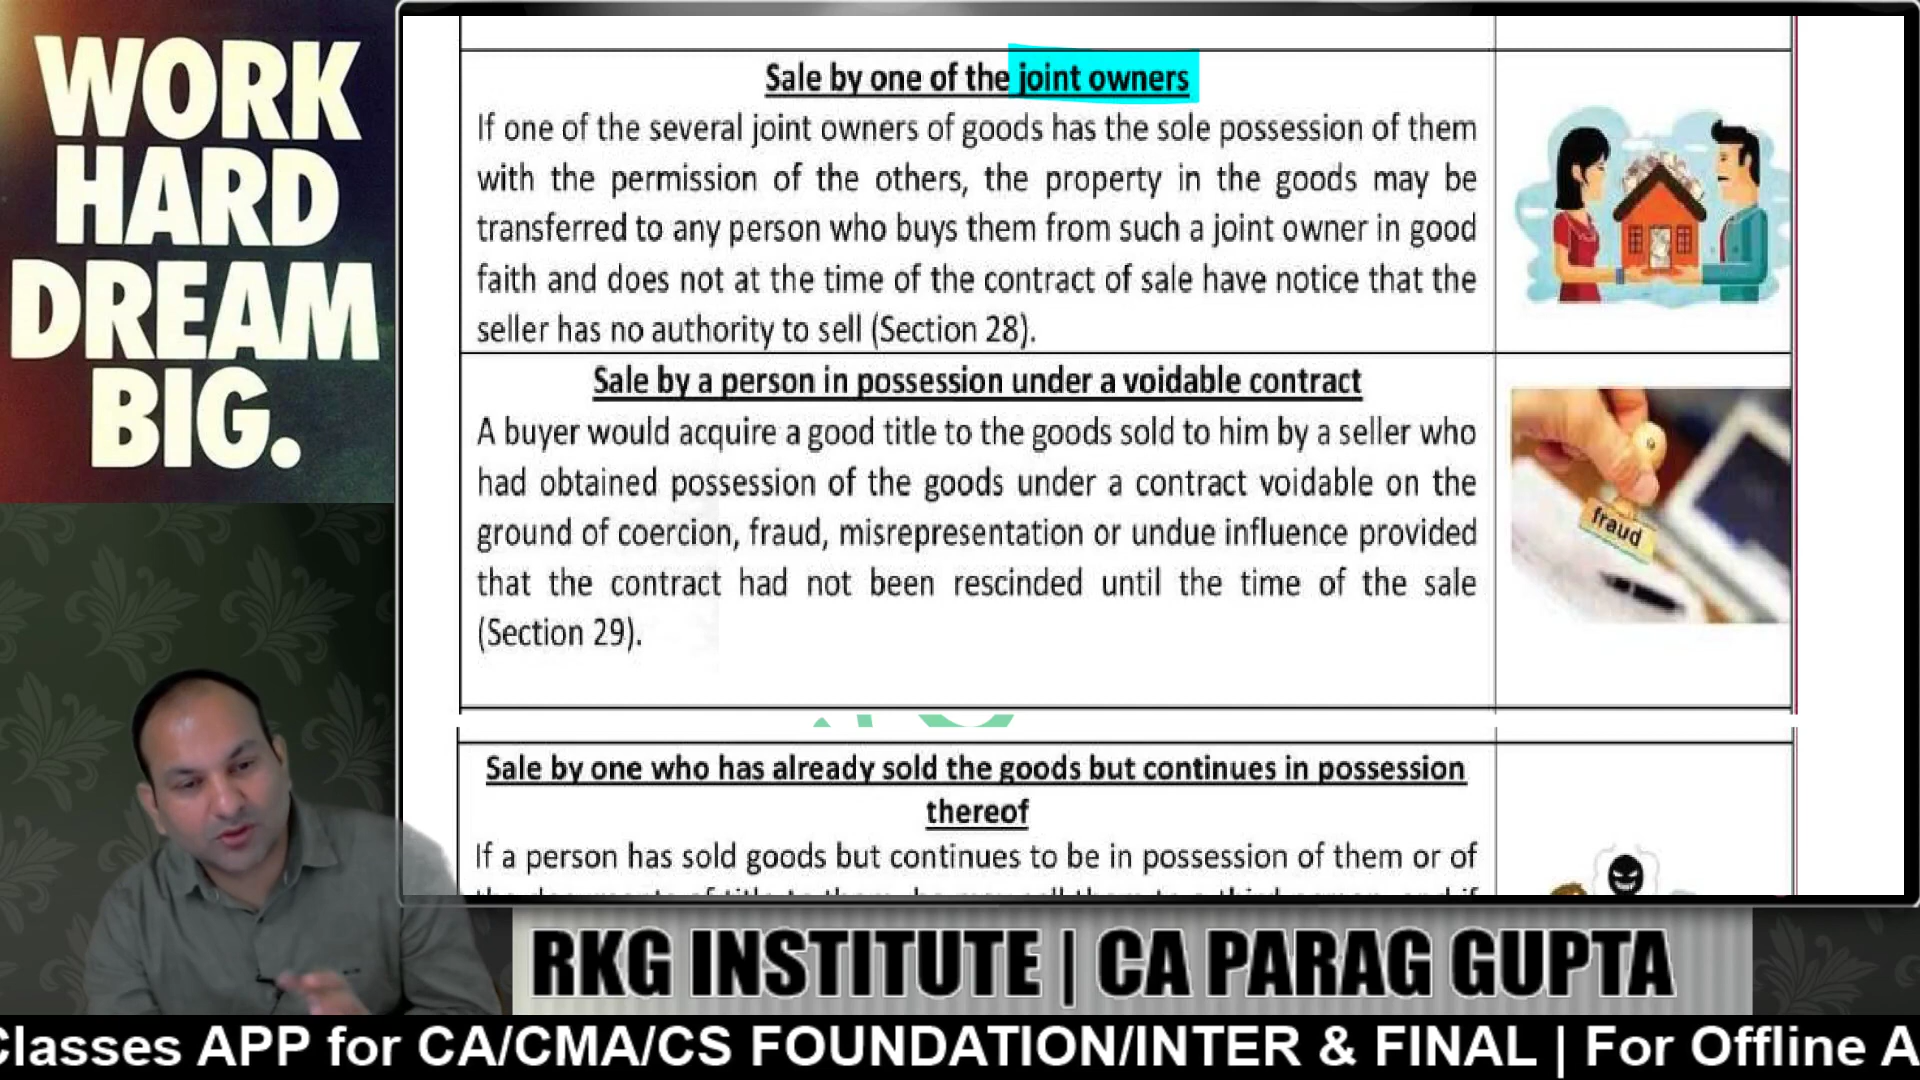 WORK
HARD
DREAM
BIG.
Sale by one of the joint owners
If one of the several joint owners of goods has the sole possession of them
with the permission of the others, the property in the goods may be
transferred to any person who buys them from such a joint owner in good
faith and does not at the time of the contract of sale have notice that the
seller has no authority to sell (Section 28).
Sale by a person in possession under a voidable contract
A buyer would acquire a good title to the goods sold to him by a seller who
had obtained possession of the goods under a contract voidable on the
ground of coercion, fraud, misrepresentation or undue influence provided
that the contract had not been rescinded until the time of the sale
(Section 29).
fraud
Sale by one who has already sold the goods but continues in possession
thereof
If a person has sold goods but continues to be in possession of them or of
RKG INSTITUTE | CA PARAG GUPTA
Classes APP for CA/CMA/CS FOUNDATION/INTER & FINAL | For Offline A